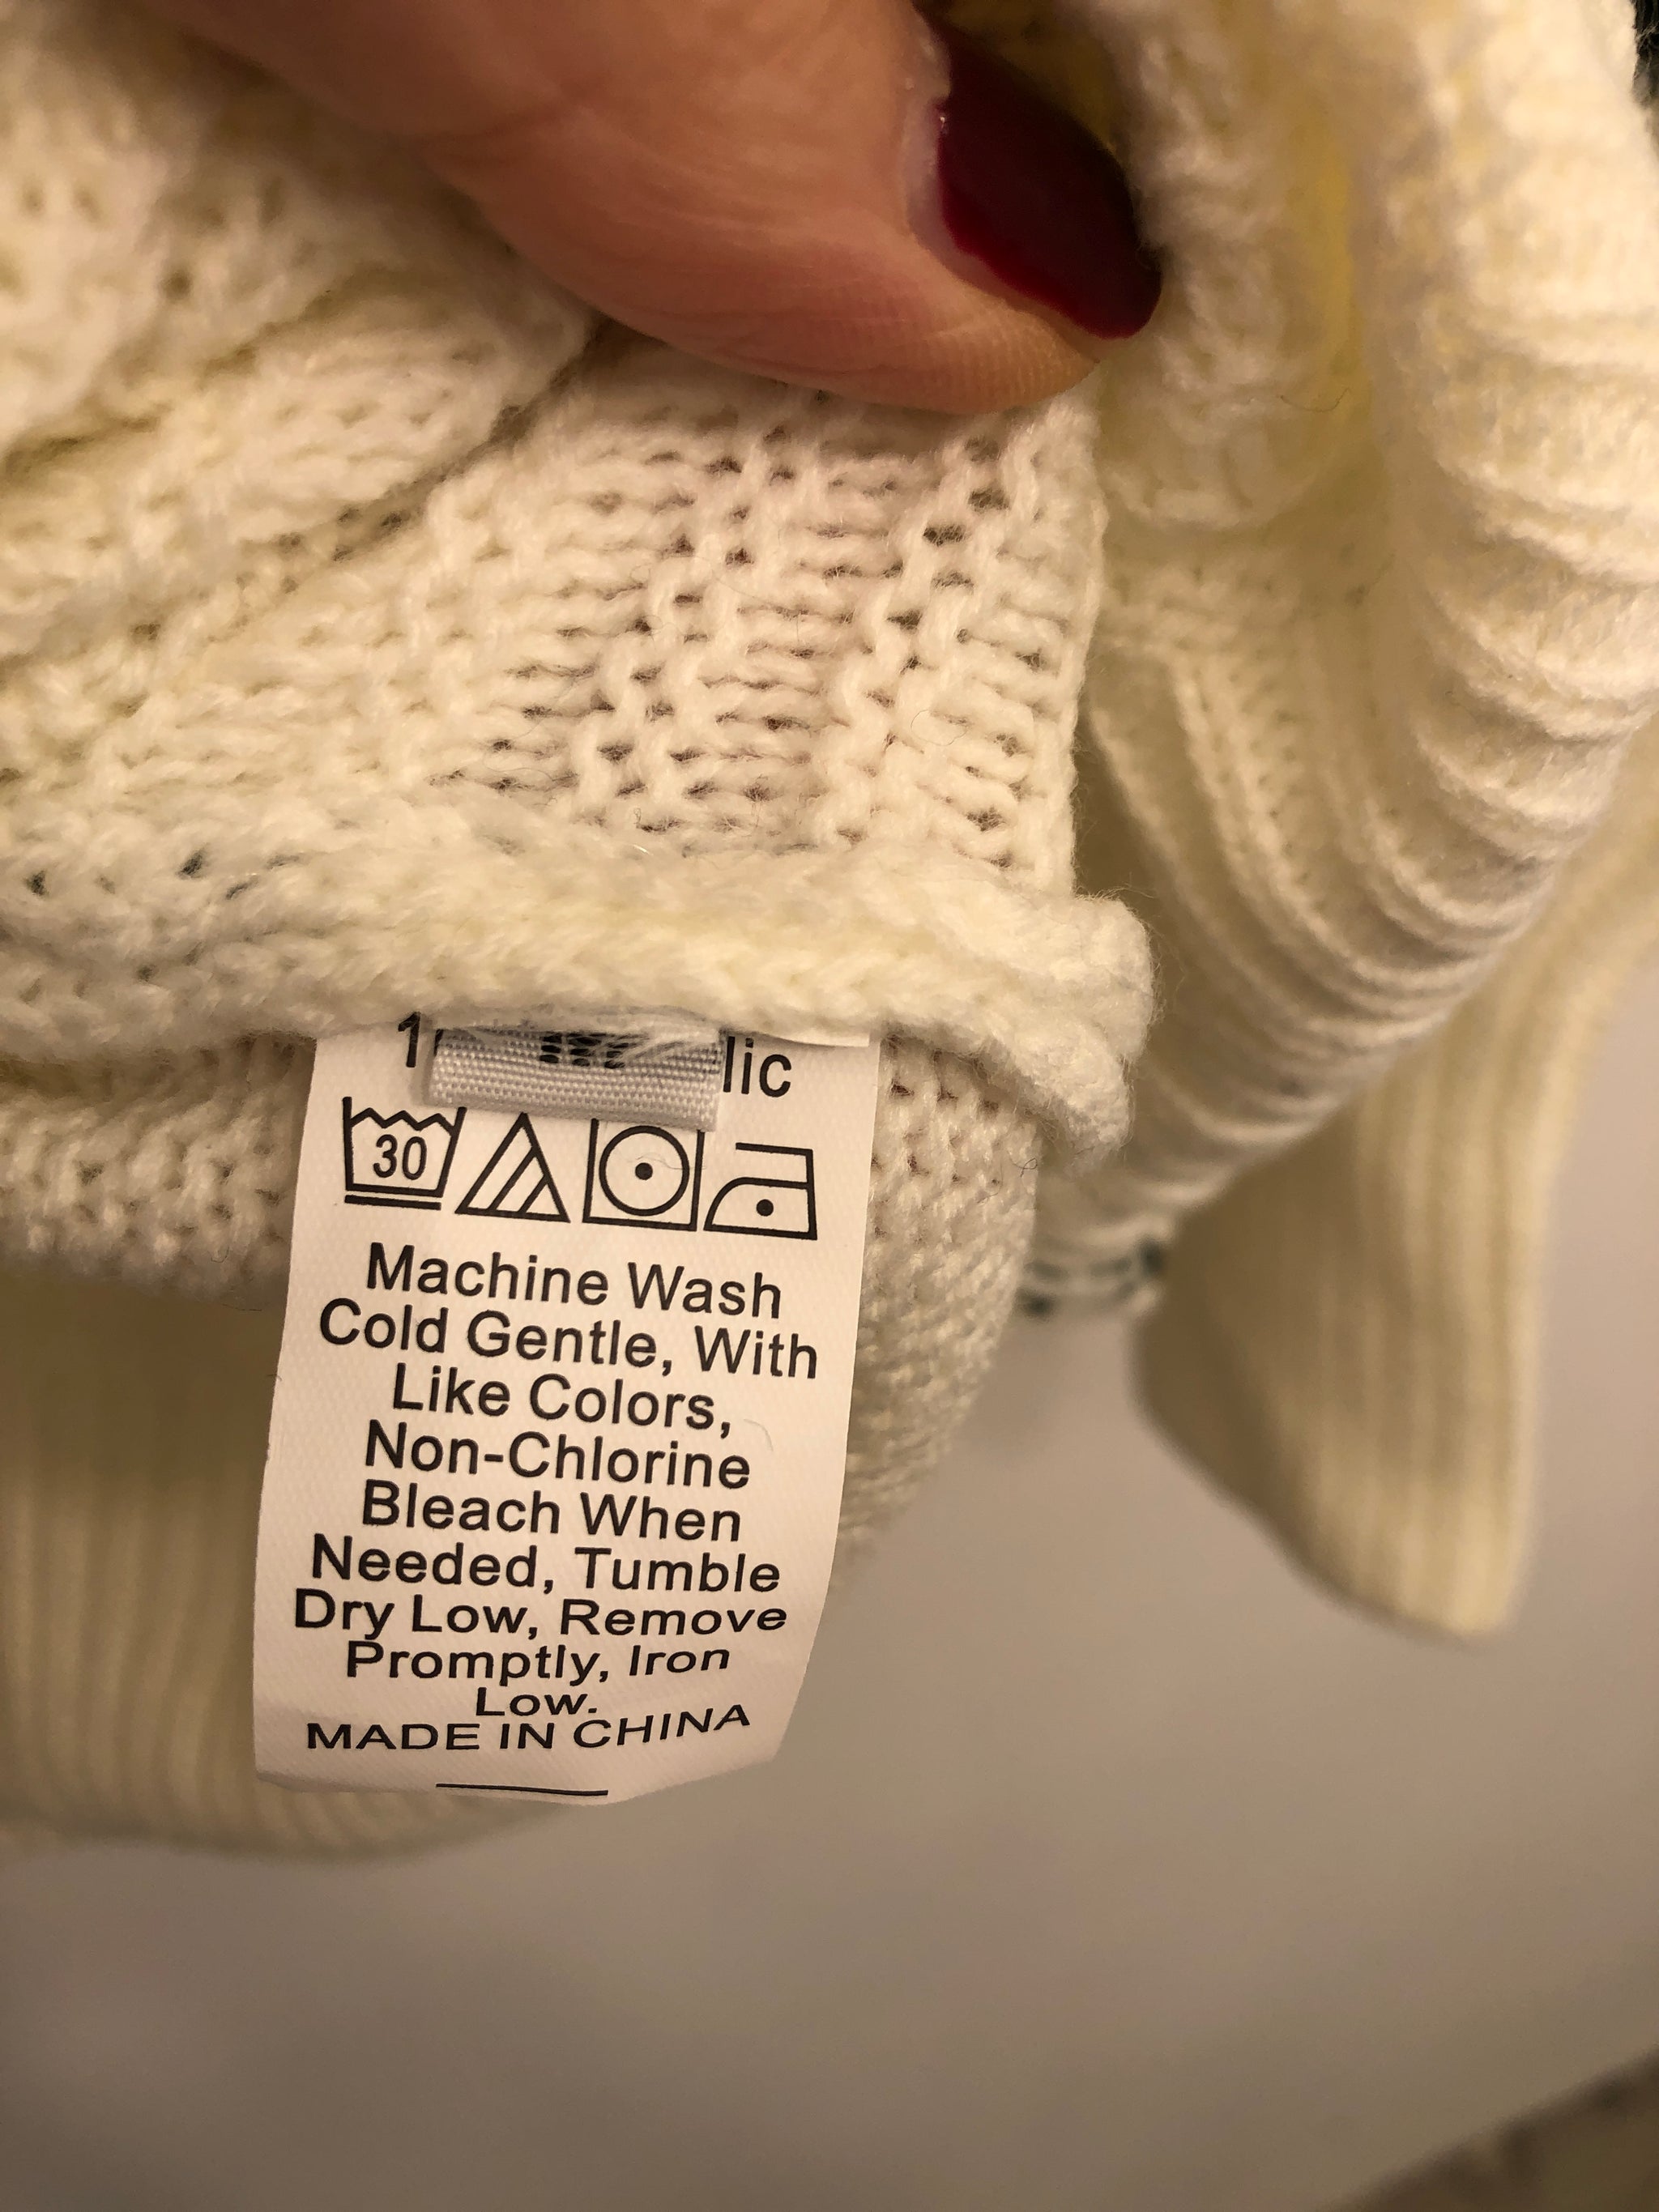 30
Machine Wash
Cold Gentle, With
Like Colors,
Non-Chlorine
Bleach When
Needed, Tumble
Dry Low, Remove
Promptly, Iron
Low.
MADE IN CHINA